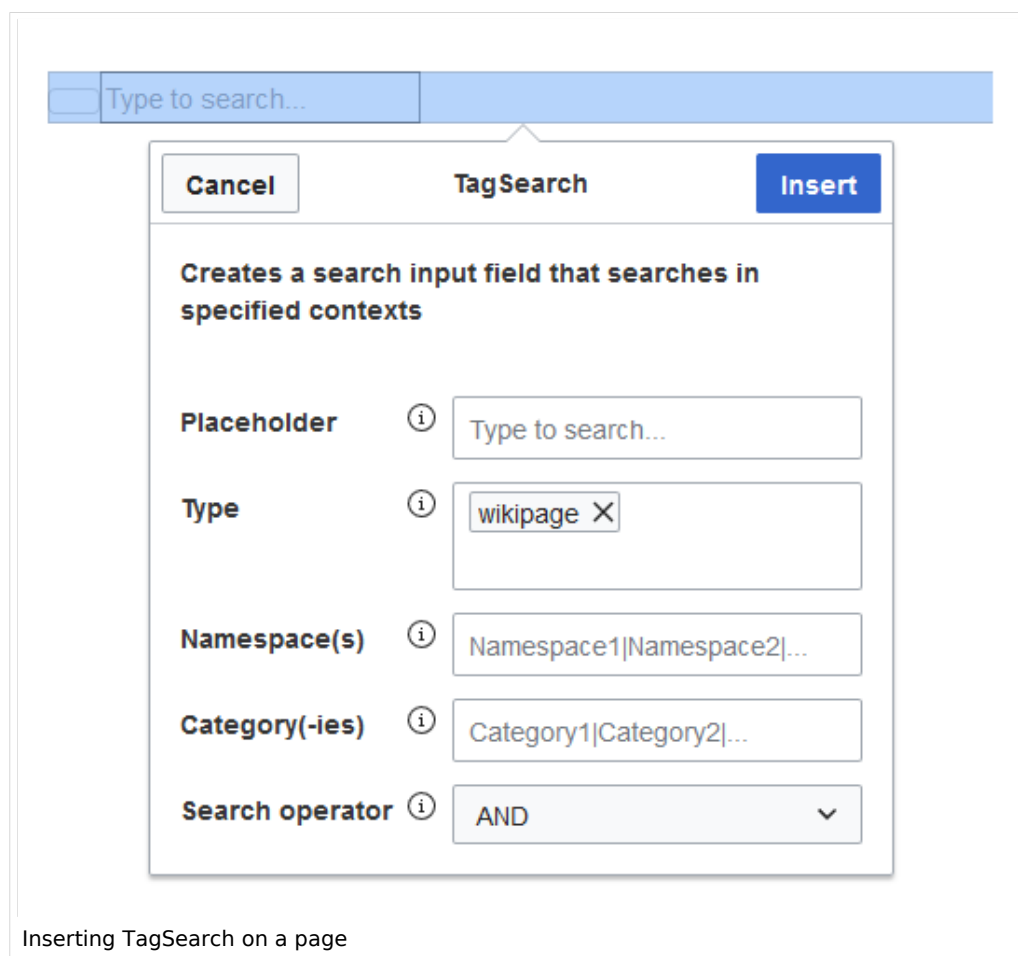 Type to search...
Cancel TagSearch Insert
Creates a search input field that searches in
specified contexts
Placeholder Type to search...
Type wikipage
Namespace(s) Namespace1|Namespace2|...
Category(-ies) Category1|Category2|...
Search operator AND
Inserting TagSearch on a page